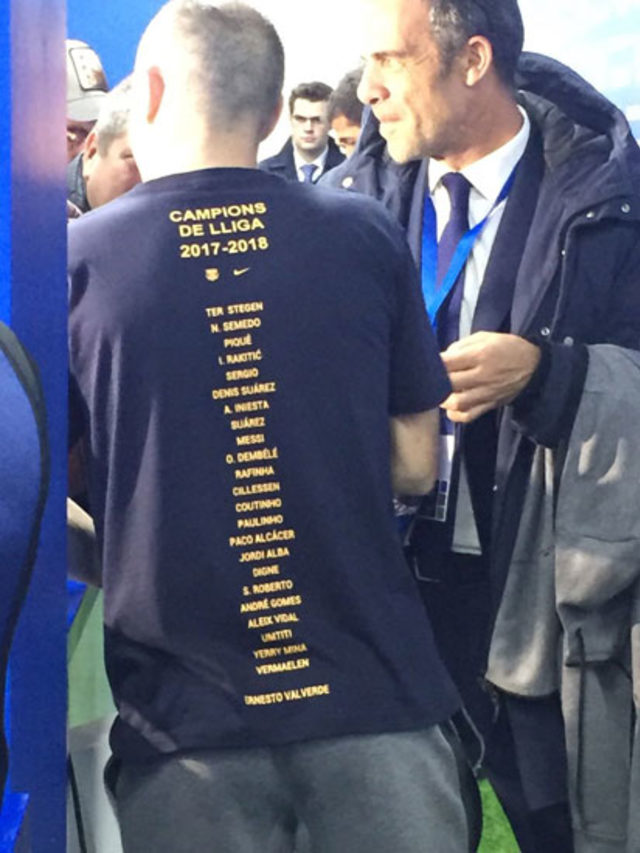 CAMPIONS
DE LLIGA
2017-2018
TER STEGEN
N. SEMEDO
PIQUÉ
I. RAKITIĆ
SERGIO
DENIS SUÁREZ
A. INIESTA
SUÁREZ
MESSI
O. DEMBÉLÉ
RAFINHA
CILLESSEN
COUTINHO
PAULINHO
PACO ALCÁCER
JORDI ALBA
DIGNE
S. ROBERTO
ANDRÉ GOMES
ALEIX VIDAL
UMTITI
YERRY MINA
VERMAELEN
ERNESTO VALVERDE